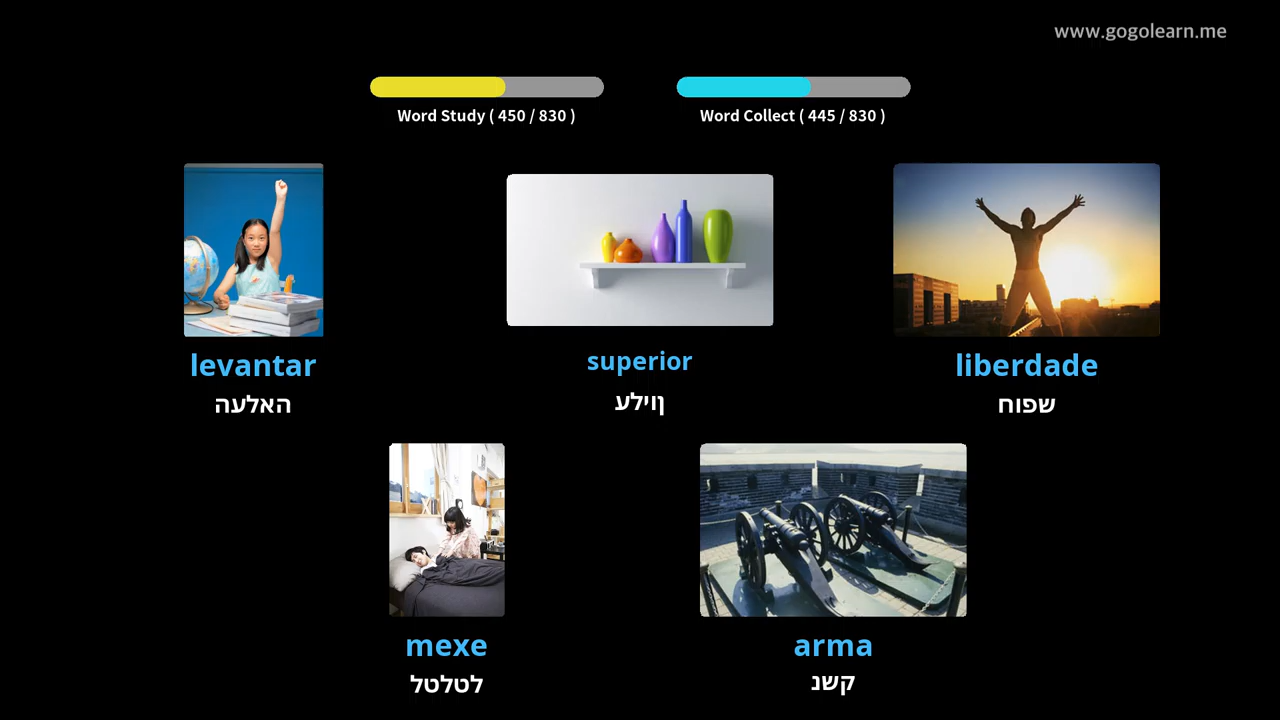 www.gogolearn.me
Word Study ( 450 / 830 )
Word Collect ( 445 / 830 )
levantar
האלעה
superior
ןוילע
liberdade
שפוח
mexe
לטלטל
arma
קשנ